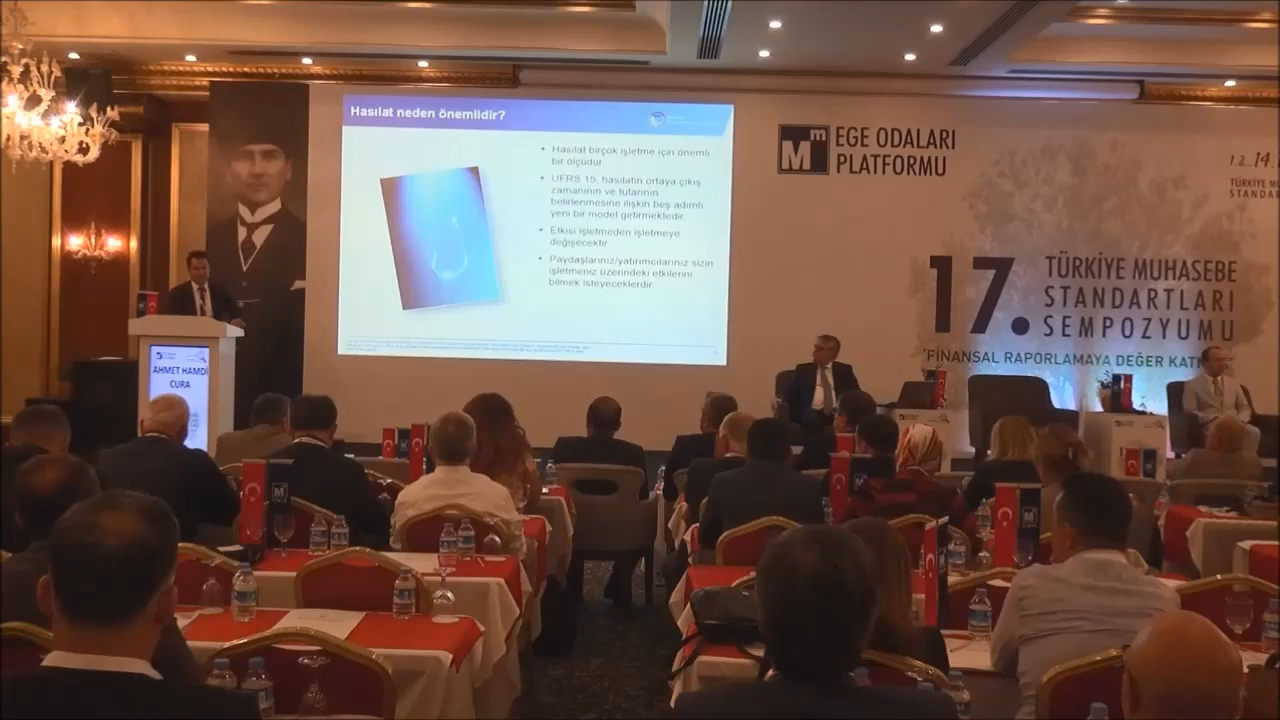 Hasılat neden önemlidir?
• Hasılat birçok işletme için önemli
bir ölçüdür.
• UFRS 15, hasılatın ortaya çıkış
zamanının ve tutarının
belirlenmesine ilişkin beş adımlı
yeni bir model getirmektedir.
• Etkisi işletmeden işletmeye
değişecektir.
• Paydaşlarınız/yatırımcılarınız sizin
işletmeniz üzerindeki etkilerini
bilmek isteyeceklerdir.
Mm
EGE ODALARI
PLATFORMU
17.
TÜRKİYE MUHASEBE
STANDARTLARI
SEMPOZYUMU
"FİNANSAL RAPORLAMAYA DEĞER KATM
AHMET HAMDİ
CURA